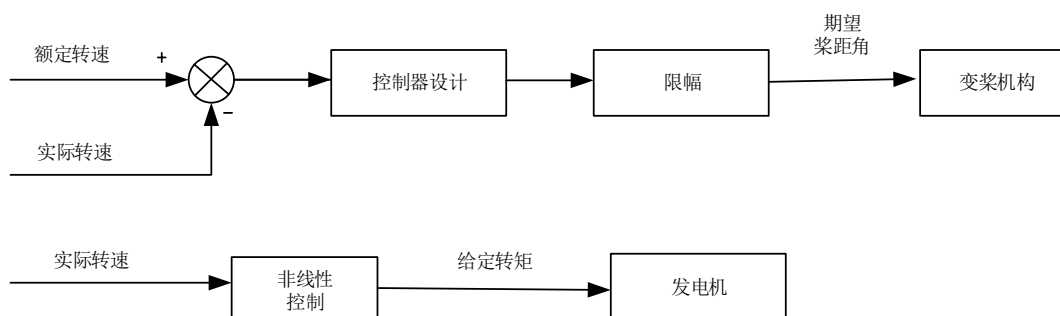 额定转速
+
控制器设计
限幅
期望
桨距角
变桨机构
−
实际转速
实际转速
非线性
控制
给定转矩
发电机